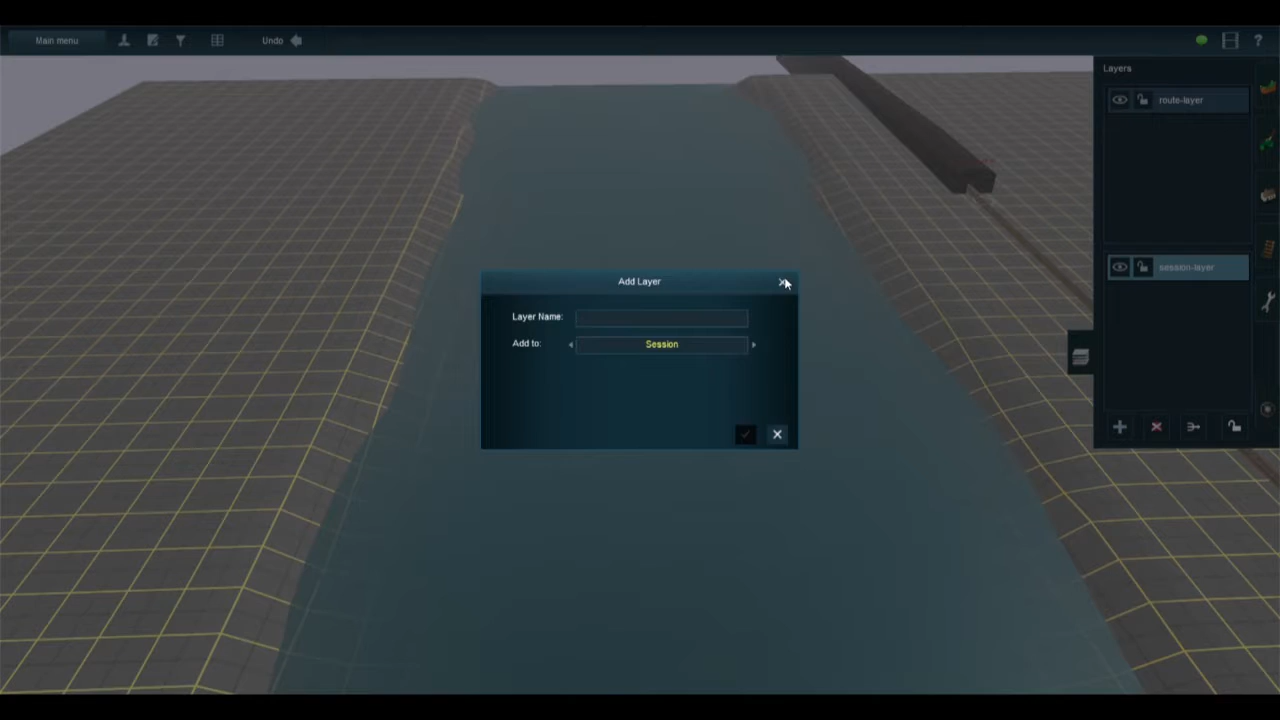 Main menu
Undo
?
Layers
route-layer
session-layer
Add Layer
Layer Name:
Add to:
Session